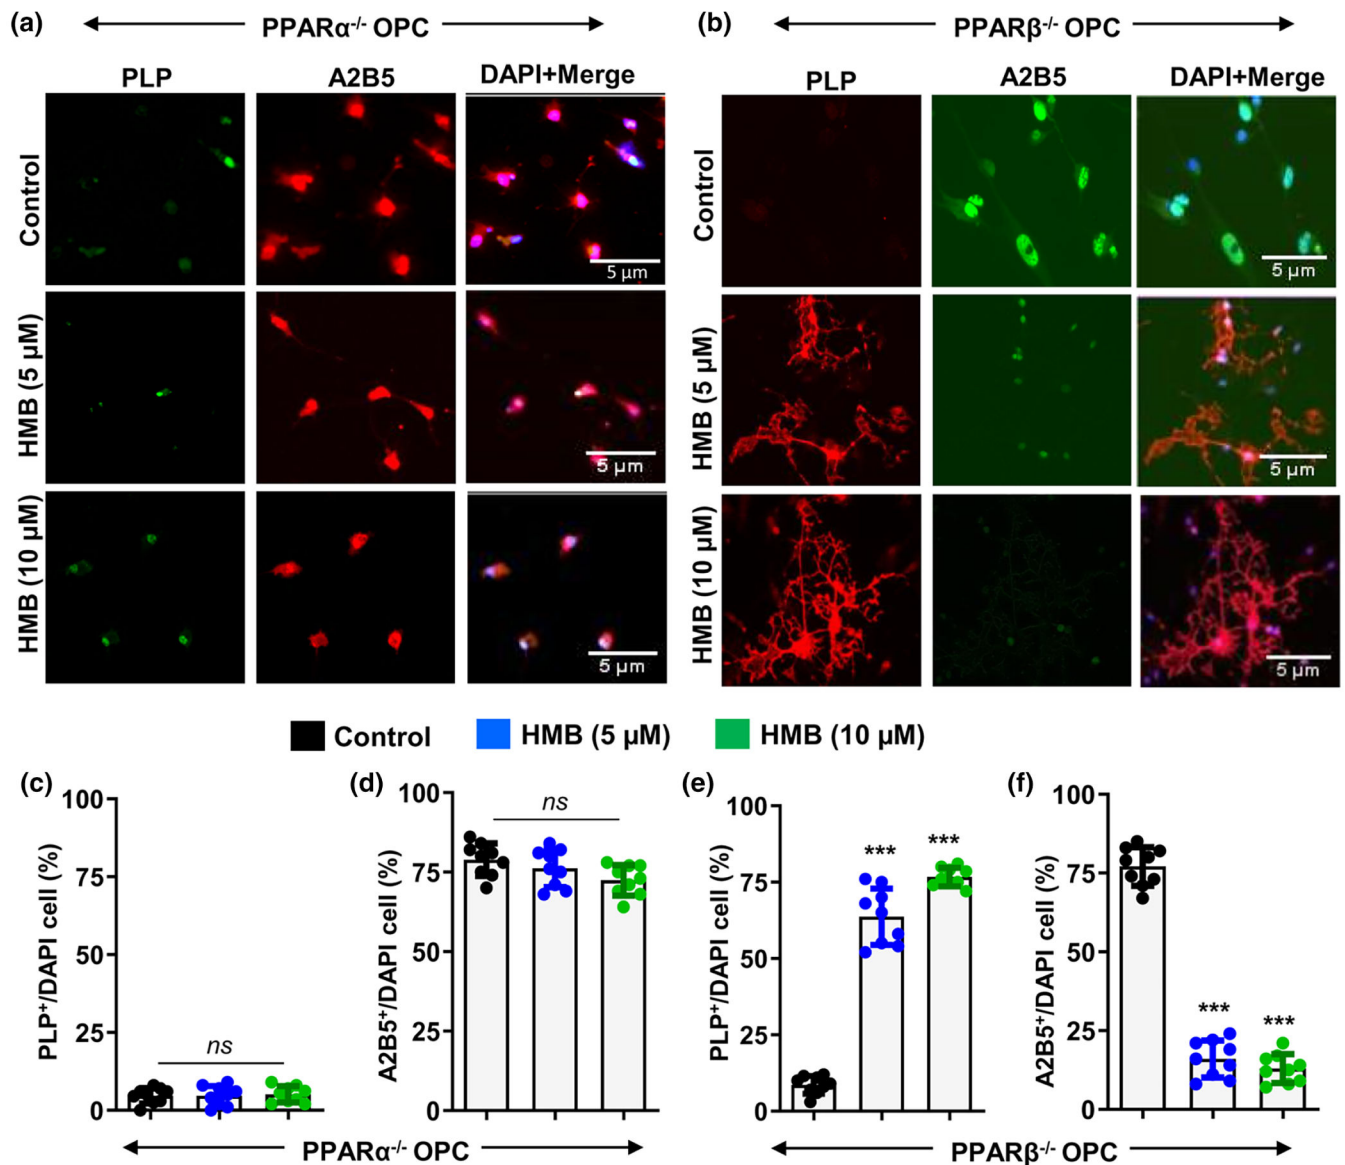 (a) PPARα-/- OPC
(b) PPARβ-/- OPC
PLP A2B5 DAPI+Merge
PLP A2B5 DAPI+Merge
Control
5 µm
Control
5 µm
HMB (5 µM)
5 µm
HMB (5 µM)
5 µm
HMB (10 µM)
5 µm
HMB (10 µM)
5 µm
Control HMB (5 µM) HMB (10 µM)
(c)
PLP+/DAPI cell (%)
100
75
50
25
0
ns
(d)
A2B5+/DAPI cell (%)
100
75
50
25
0
ns
PPARα-/- OPC
(e)
PLP+/DAPI cell (%)
100
75
50
25
0
*** ***
(f)
A2B5+/DAPI cell (%)
100
75
50
25
0
*** ***
PPARβ-/- OPC